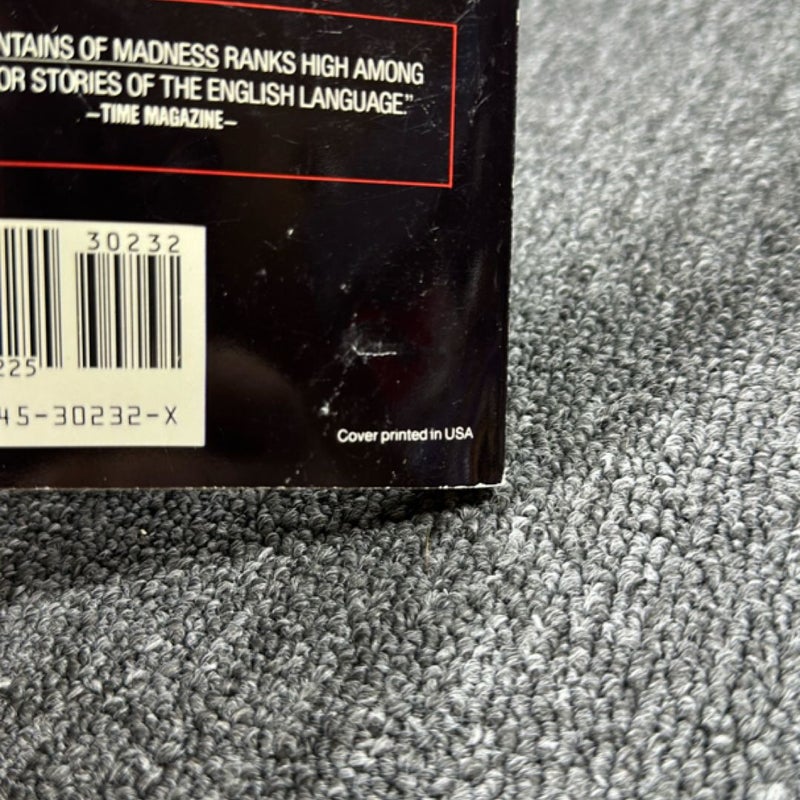 NTAINS OF MADNESS RANKS HIGH AMONG
OR STORIES OF THE ENGLISH LANGUAGE."
—TIME MAGAZINE—
30232
225
45-30232-X
Cover printed in USA